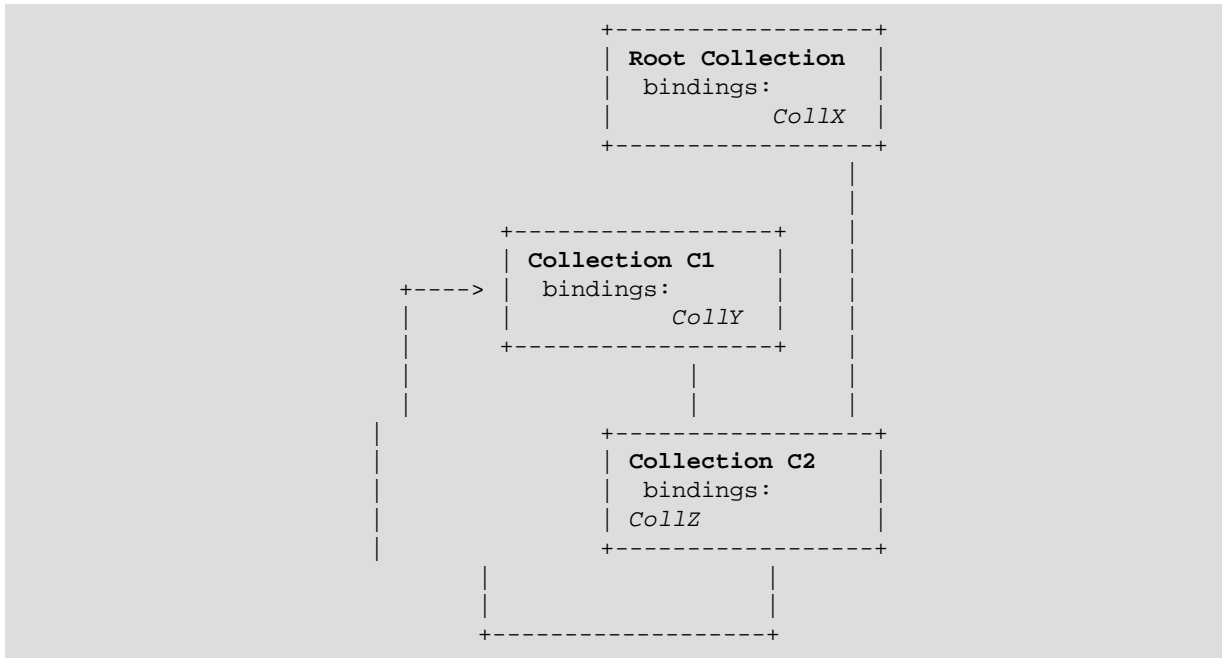 +------------------+
| Root Collection |
| bindings: |
| CollX |
+------------------+
|
|
+------------------+ |
| Collection C1 | |
+----> | bindings: | |
| | CollY | |
| +------------------+ |
| | |
| | |
| +------------------+
| | Collection C2 |
| | bindings: |
| | CollZ |
| +------------------+
| |
| |
+-------------------+